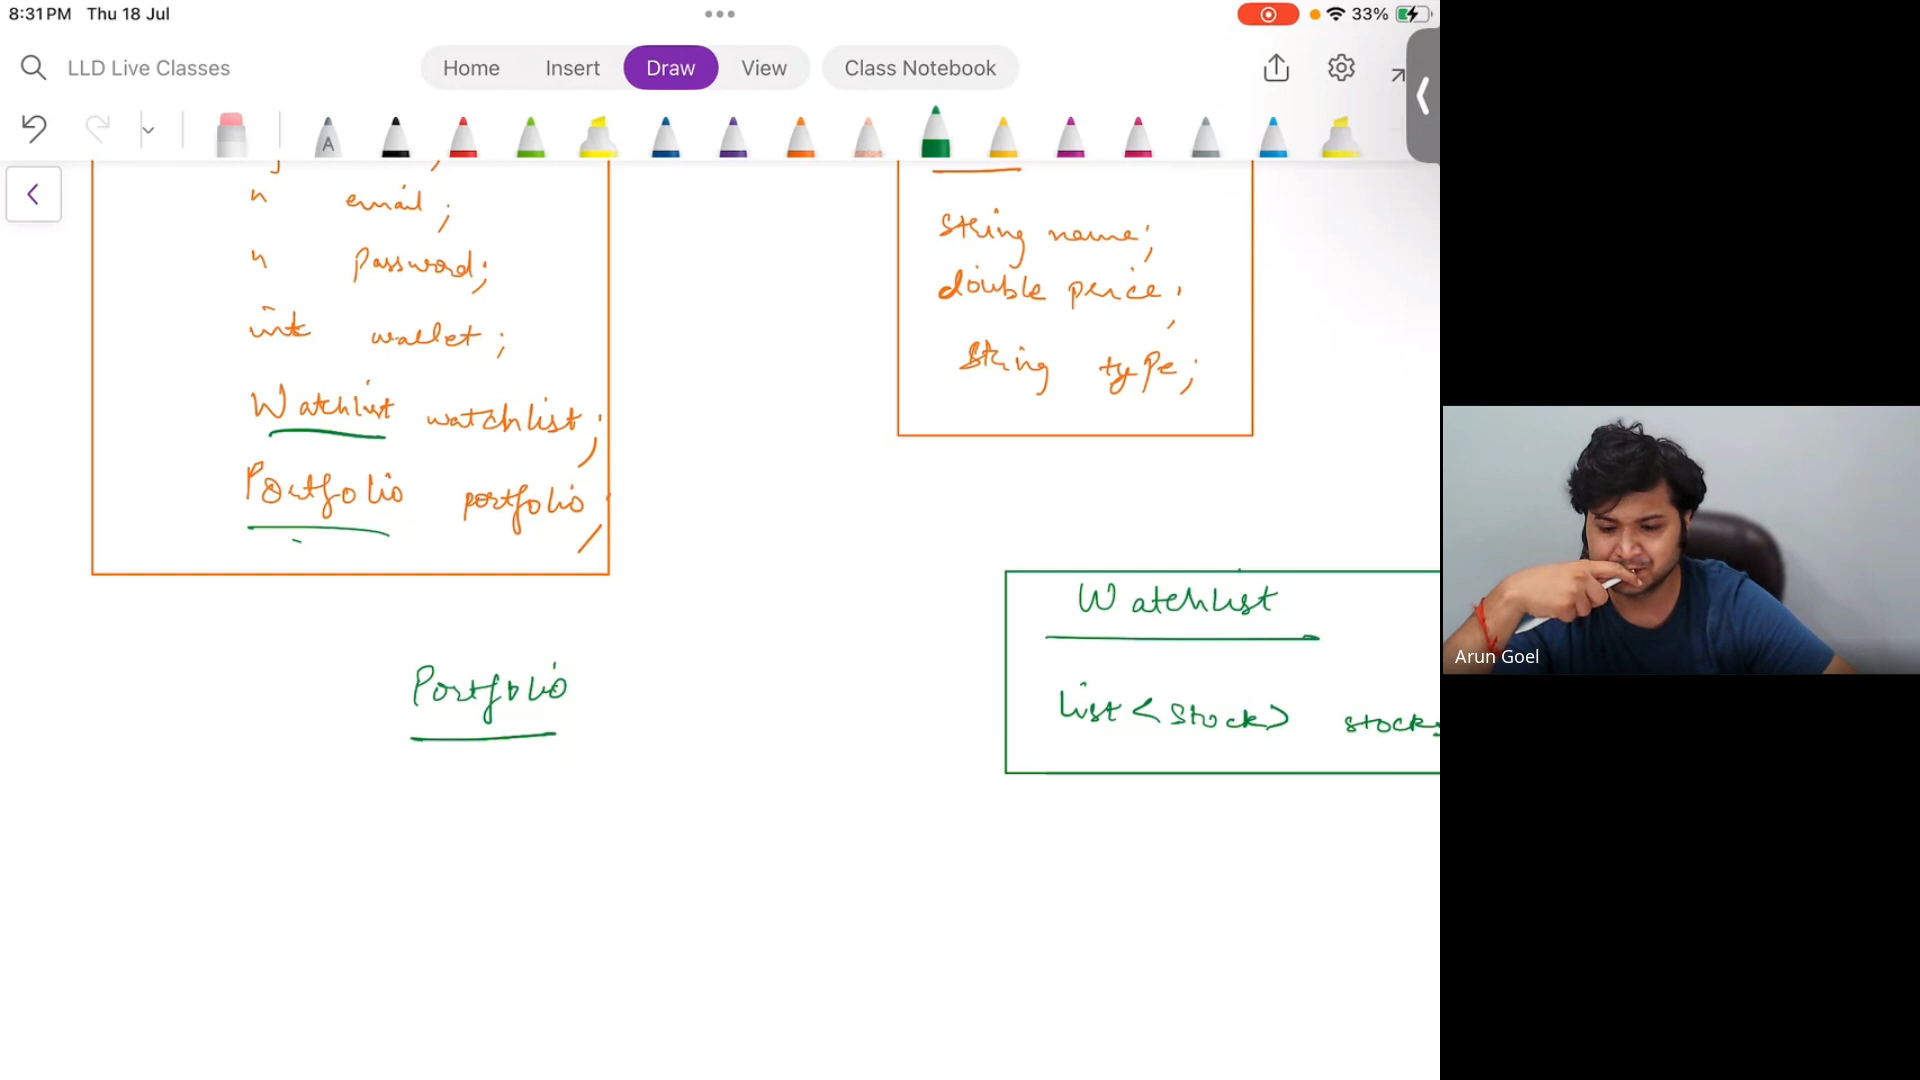 8:31 PM Thu 18 Jul
33%
LLD Live Classes
Home Insert Draw View Class Notebook
A
" email;
" password;
int wallet;
Watchlist watchlist;
Portfolio portfolio;
String name;
double price;
String type;
Watchlist
List<Stock> stocks
Portfolio
Arun Goel